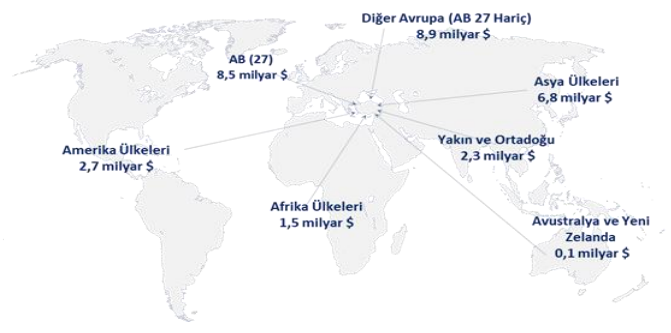 Diğer Avrupa (AB 27 Hariç)
8,9 milyar $
AB (27)
8,5 milyar $
Asya Ülkeleri
6,8 milyar $
Amerika Ülkeleri
2,7 milyar $
Yakın ve Ortadoğu
2,3 milyar $
Afrika Ülkeleri
1,5 milyar $
Avustralya ve Yeni
Zelanda
0,1 milyar $